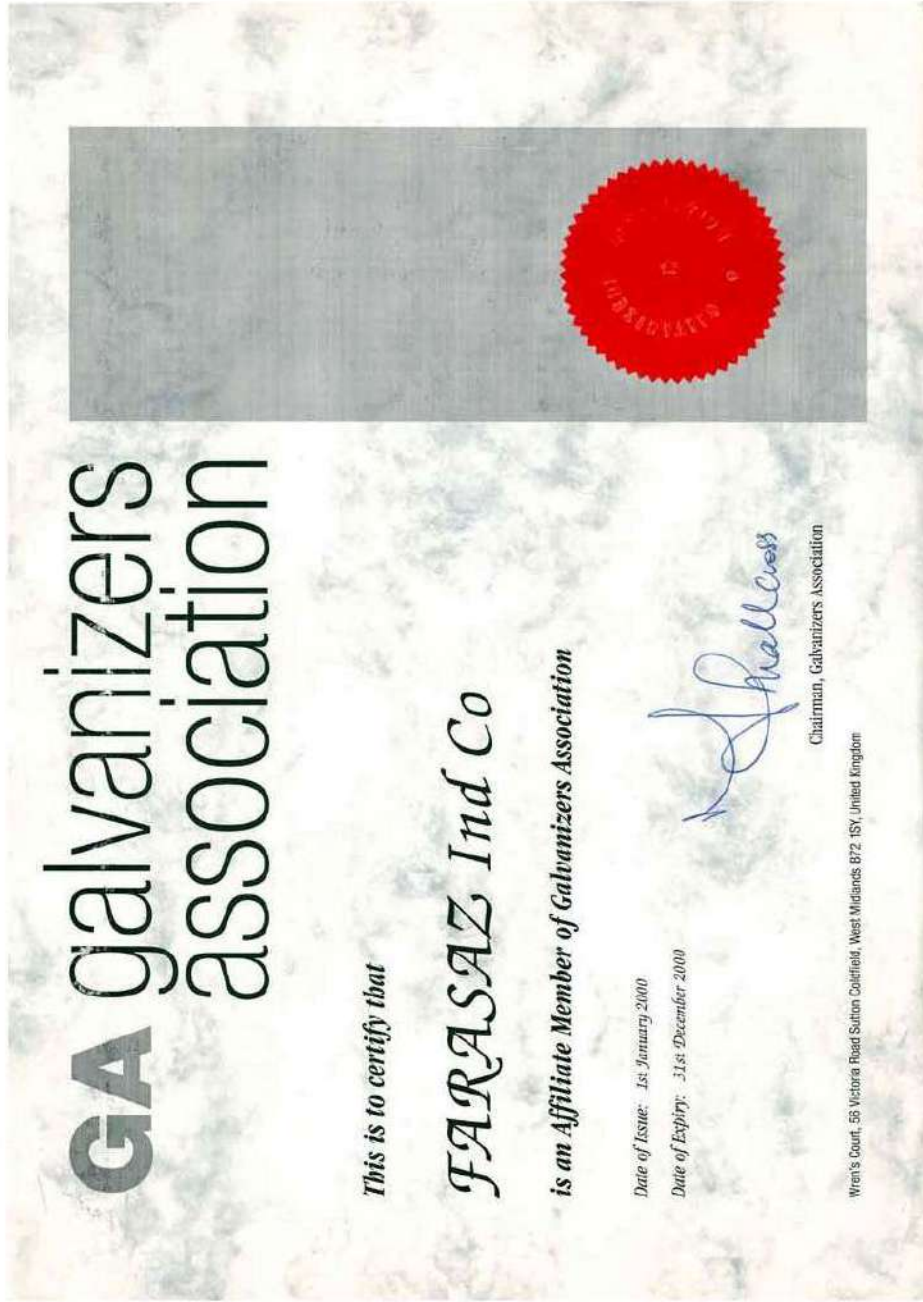 GA galvanizers
association
This is to certify that
FARASAZ Ind Co
is an Affiliate Member of Galvanizers Association
Date of Issue: 1st January 2000
Date of Expiry: 31st December 2000
Chairman, Galvanizers Association
Wren's Court, 56 Victoria Road Sutton Coldfield, West Midlands B72 1SY, United Kingdom